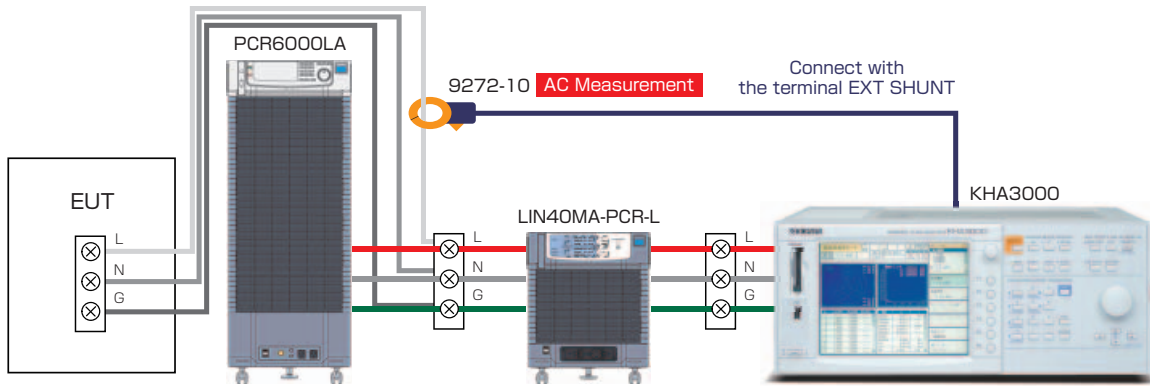 PCR6000LA
9272-10 AC Measurement
Connect with
the terminal EXT SHUNT
EUT
L
N
G
LIN40MA-PCR-L
KHA3000
L
N
G
L
N
G